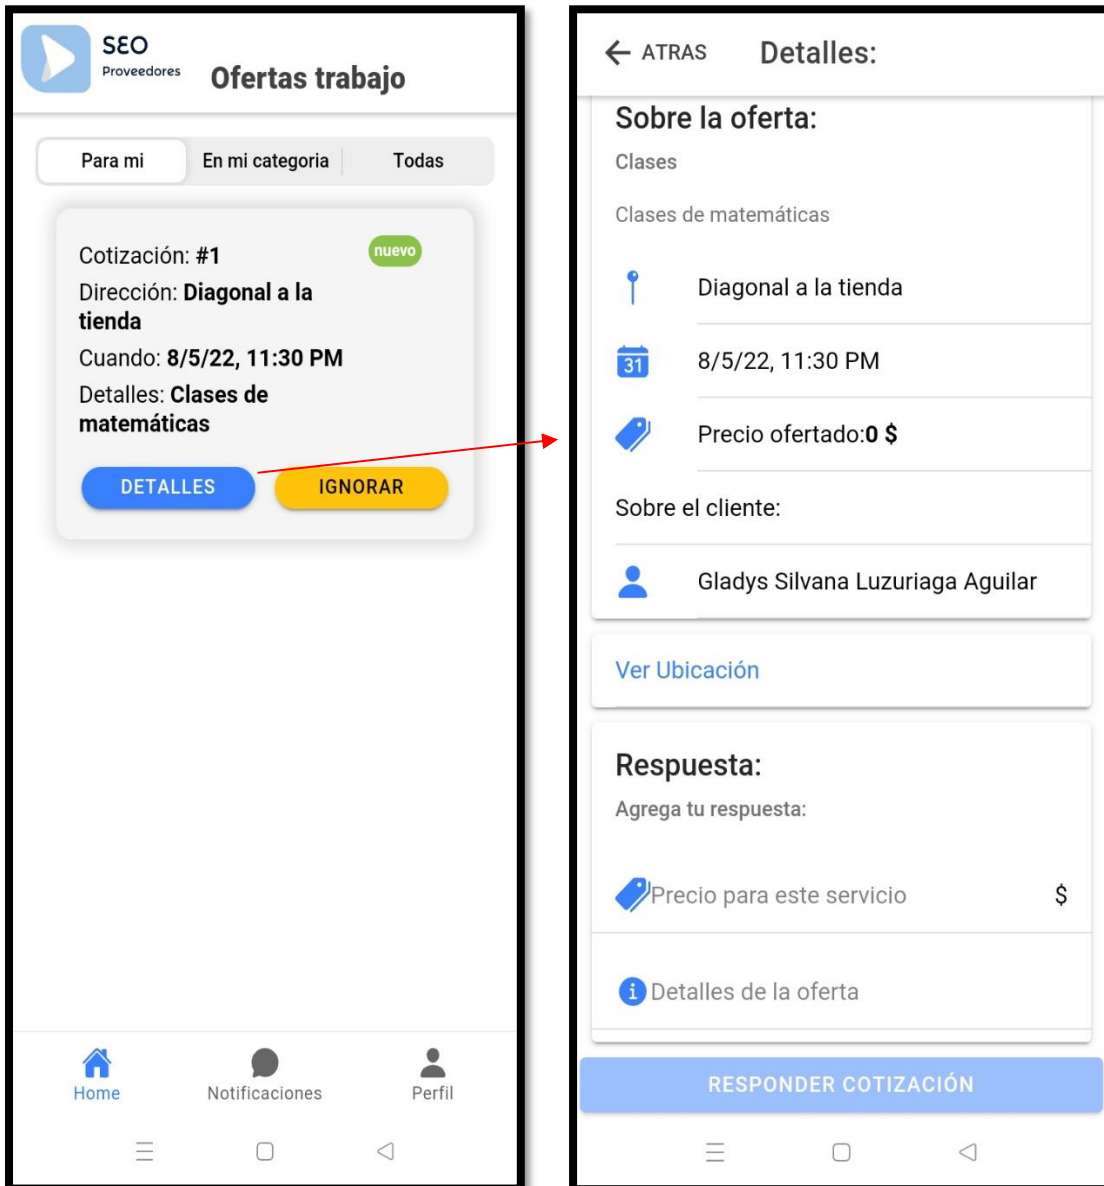 SEO
Proveedores
Ofertas trabajo
Para mi
En mi categoria
Todas
Cotización: #1
nuevo
Dirección: Diagonal a la
tienda
Cuando: 8/5/22, 11:30 PM
Detalles: Clases de
matemáticas
DETALLES
IGNORAR
Home
Notificaciones
Perfil
ATRAS
Detalles:
Sobre la oferta:
Clases
Clases de matemáticas
Diagonal a la tienda
31
8/5/22, 11:30 PM
Precio ofertado:0 $
Sobre el cliente:
Gladys Silvana Luzuriaga Aguilar
Ver Ubicación
Respuesta:
Agrega tu respuesta:
Precio para este servicio $
Detalles de la oferta
RESPONDER COTIZACIÓN